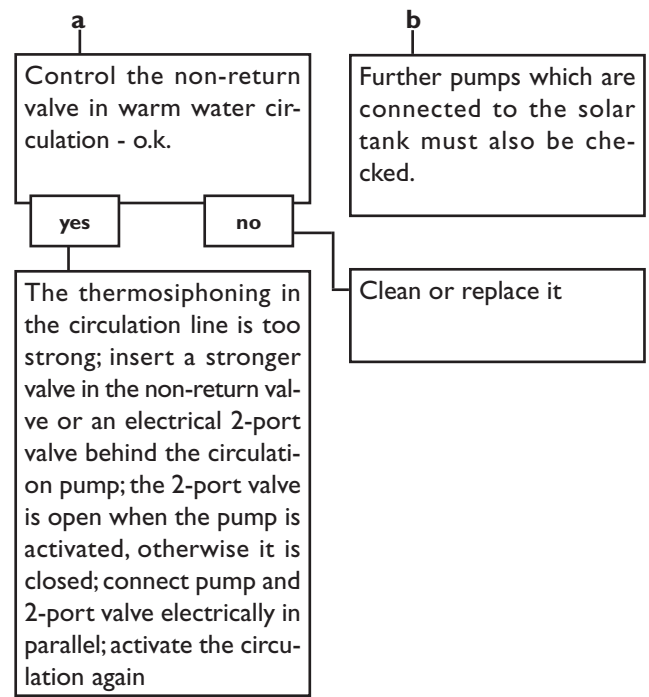 a
Control the non-return
valve in warm water cir-
culation - o.k.
yes
no
The thermosiphoning in
the circulation line is too
strong; insert a stronger
valve in the non-return val-
ve or an electrical 2-port
valve behind the circulati-
on pump; the 2-port valve
is open when the pump is
activated, otherwise it is
closed; connect pump and
2-port valve electrically in
parallel; activate the circu-
lation again
b
Further pumps which are
connected to the solar
tank must also be che-
cked.
Clean or replace it